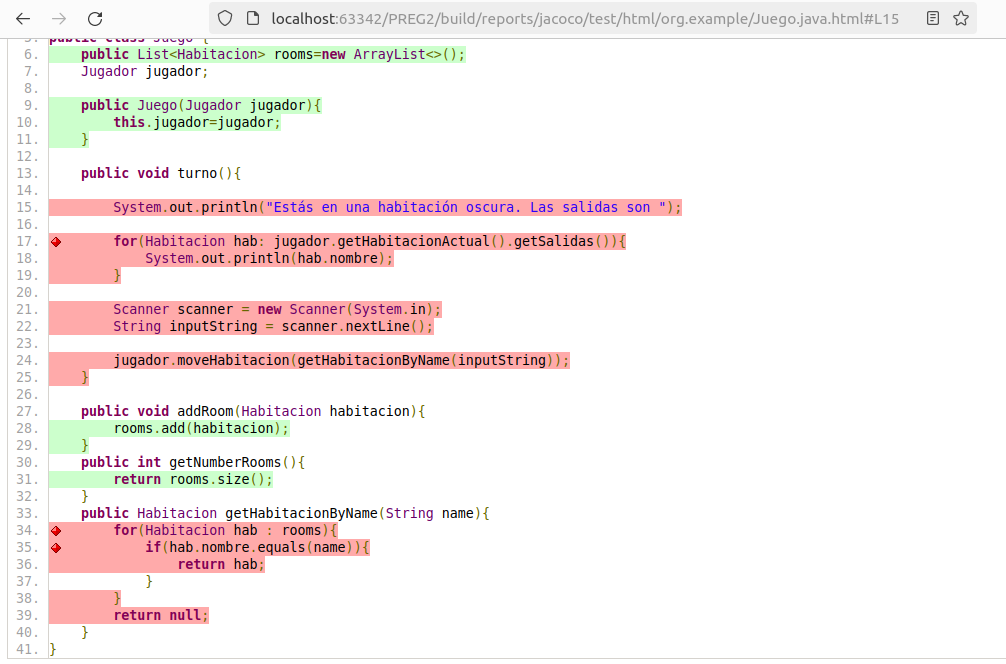 localhost:63342/PREG2/build/reports/jacoco/test/html/org.example/Juego.java.html#L15
5. public class Juego {
6.     public List<Habitacion> rooms=new ArrayList<>();
7.     Jugador jugador;
8.
9.     public Juego(Jugador jugador){
10.         this.jugador=jugador;
11.     }
12.
13.     public void turno(){
14.
15.         System.out.println("Estás en una habitación oscura. Las salidas son ");
16.
17.         for(Habitacion hab: jugador.getHabitacionActual().getSalidas()){
18.             System.out.println(hab.nombre);
19.         }
20.
21.         Scanner scanner = new Scanner(System.in);
22.         String inputString = scanner.nextLine();
23.
24.         jugador.moveHabitacion(getHabitacionByName(inputString));
25.     }
26.
27.     public void addRoom(Habitacion habitacion){
28.         rooms.add(habitacion);
29.     }
30.     public int getNumberRooms(){
31.         return rooms.size();
32.     }
33.     public Habitacion getHabitacionByName(String name){
34.         for(Habitacion hab : rooms){
35.             if(hab.nombre.equals(name)){
36.                 return hab;
37.             }
38.         }
39.         return null;
40.     }
41. }